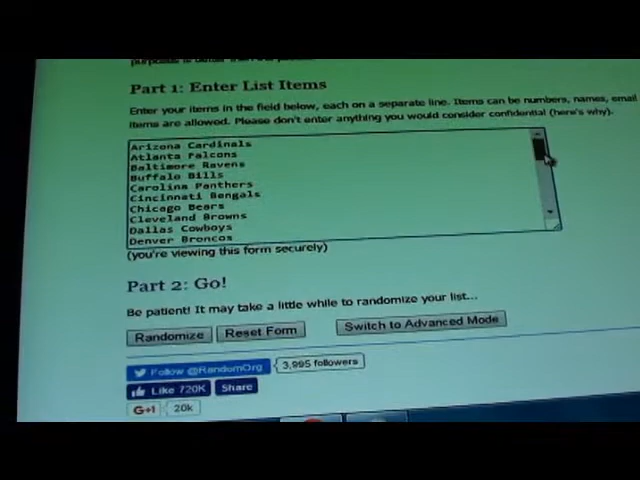 Part 1: Enter List Items
Enter your items in the field below, each on a separate line. Items can be numbers, names, email
items are allowed. Please don't enter anything you would consider confidential (here's why).
Arizona Cardinals
Atlanta Falcons
Baltimore Ravens
Buffalo Bills
Carolina Panthers
Cincinnati Bengals
Chicago Bears
Cleveland Browns
Dallas Cowboys
Denver Broncos
(you're viewing this form securely)
Part 2: Go!
Be patient! It may take a little while to randomize your list...
Randomize Reset Form Switch to Advanced Mode
Follow @RandomOrg 3,995 followers
Like 720K Share
G+1 20k